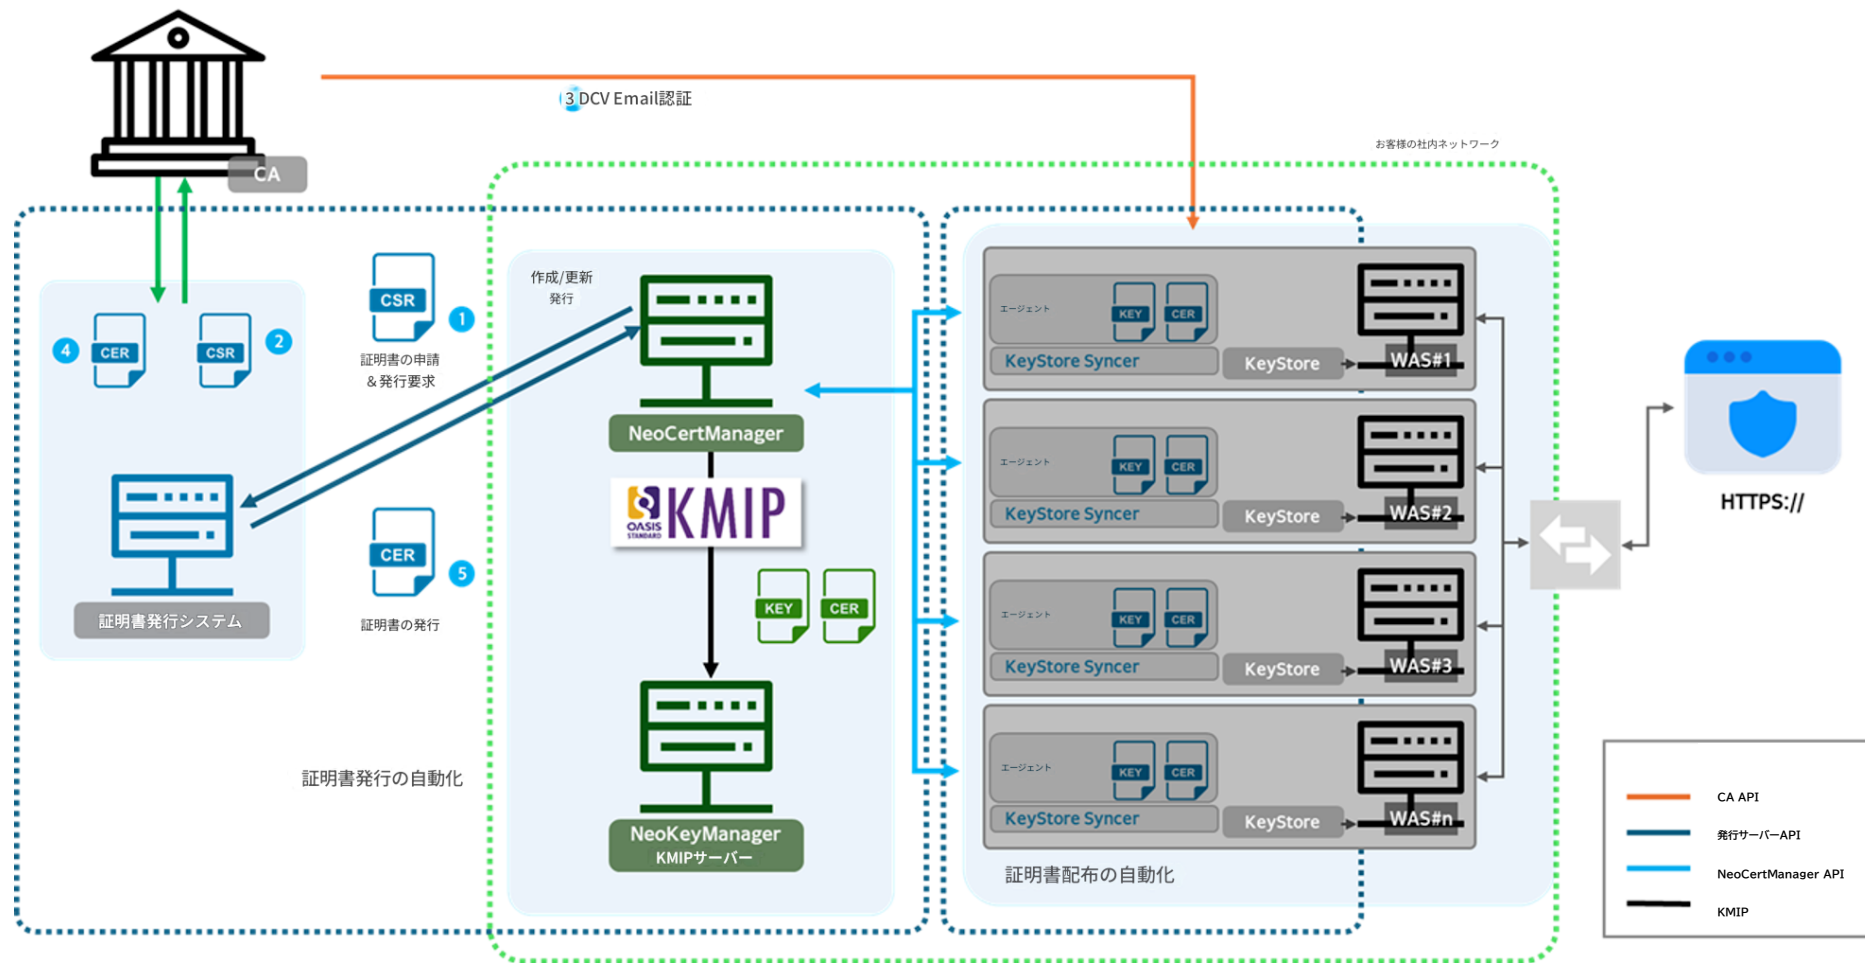 3 DCV Email認証
お客様の社内ネットワーク
CA
4
CER
CSR
2
CSR
1
証明書の申請
＆発行要求
作成/更新
発行
NeoCertManager
OASIS
STANDARD
KMIP
証明書発行システム
CER
5
証明書の発行
KEY
CER
証明書発行の自動化
NeoKeyManager
KMIPサーバー
エージェント
KEY
CER
KeyStore Syncer
KeyStore
WAS#1
エージェント
KEY
CER
KeyStore Syncer
KeyStore
WAS#2
エージェント
KEY
CER
KeyStore Syncer
KeyStore
WAS#3
エージェント
KEY
CER
KeyStore Syncer
KeyStore
WAS#n
証明書配布の自動化
HTTPS://
CA API
発行サーバーAPI
NeoCertManager API
KMIP